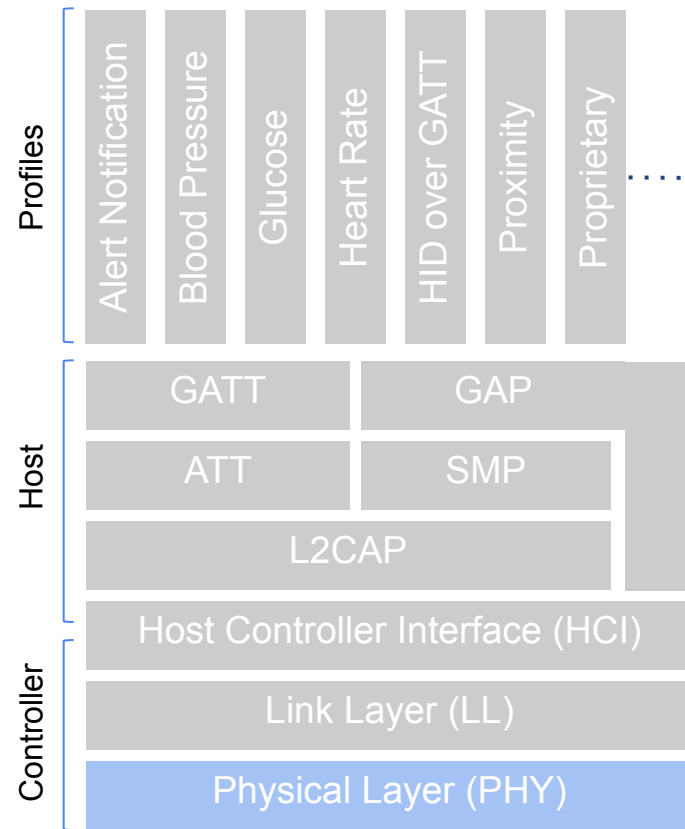 Profiles
Alert Notification
Blood Pressure
Glucose
Heart Rate
HID over GATT
Proximity
Proprietary
Host
GATT
GAP
ATT
SMP
L2CAP
Host Controller Interface (HCI)
Controller
Link Layer (LL)
Physical Layer (PHY)